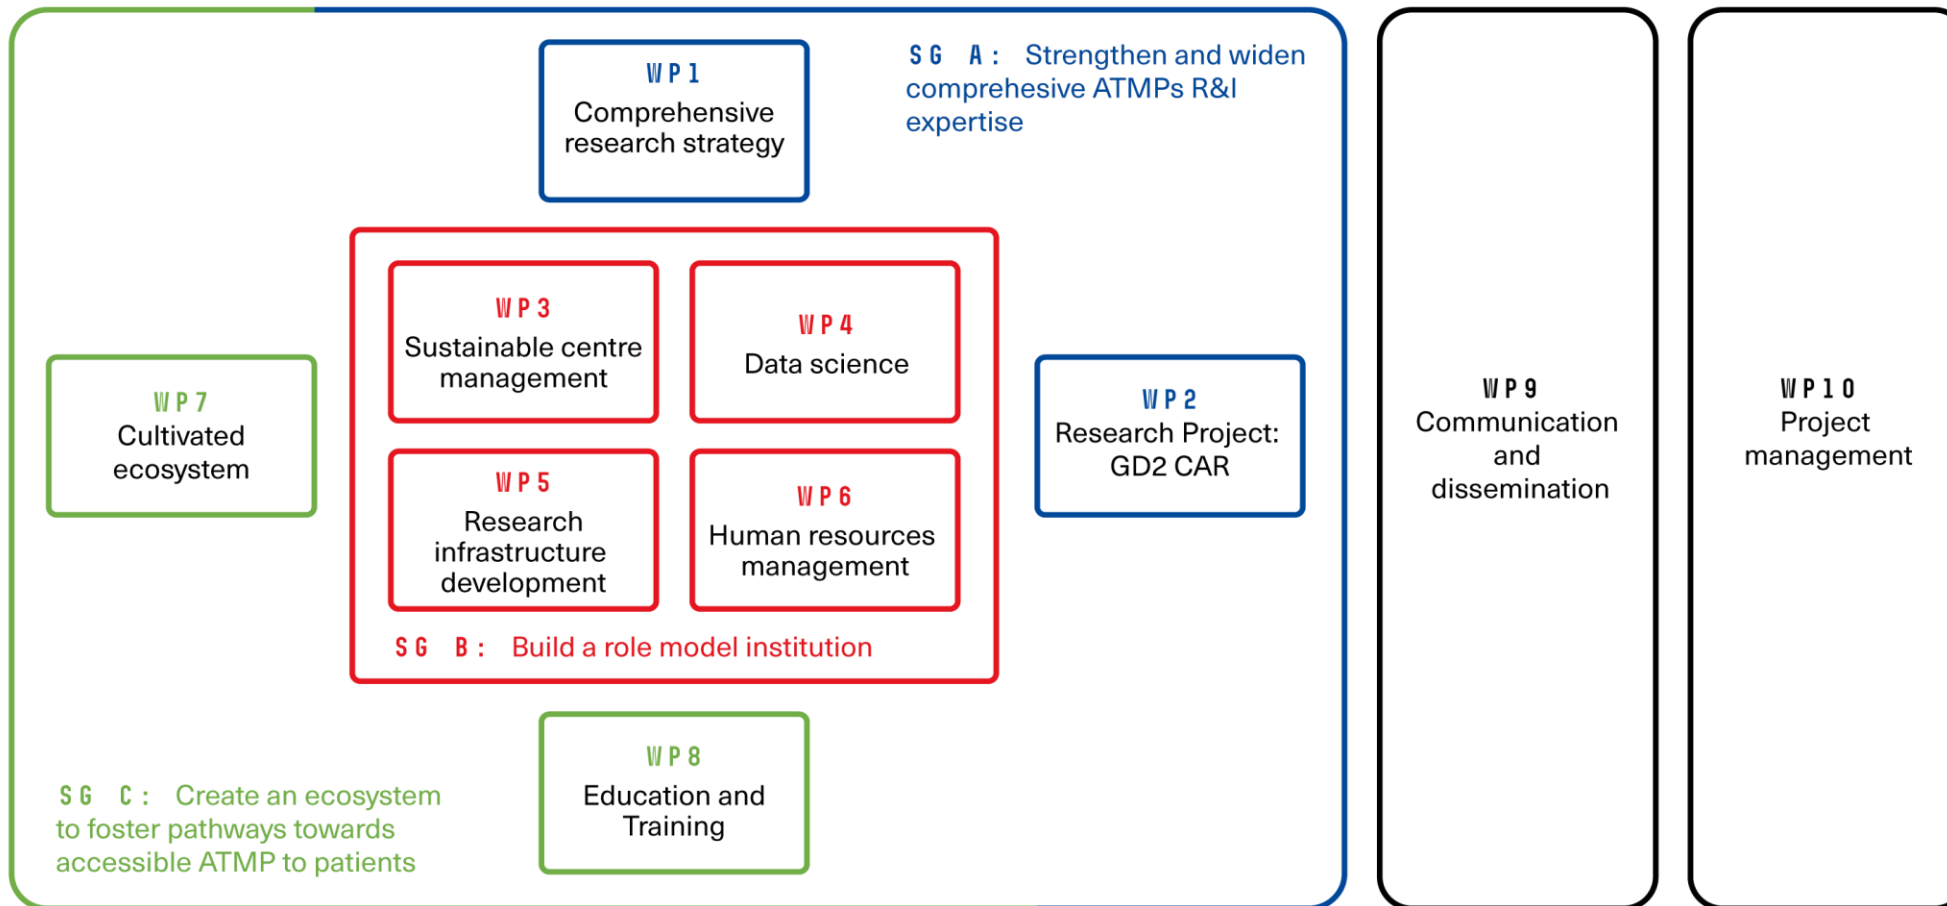 WP1
Comprehensive
research strategy
SG A: Strengthen and widen
comprehesive ATMPs R&I
expertise
WP3
Sustainable centre
management
WP4
Data science
WP5
Research
infrastructure
development
WP6
Human resources
management
SG B: Build a role model institution
WP7
Cultivated
ecosystem
WP2
Research Project:
GD2 CAR
WP8
Education and
Training
SG C: Create an ecosystem
to foster pathways towards
accessible ATMP to patients
WP9
Communication
and
dissemination
WP10
Project
management